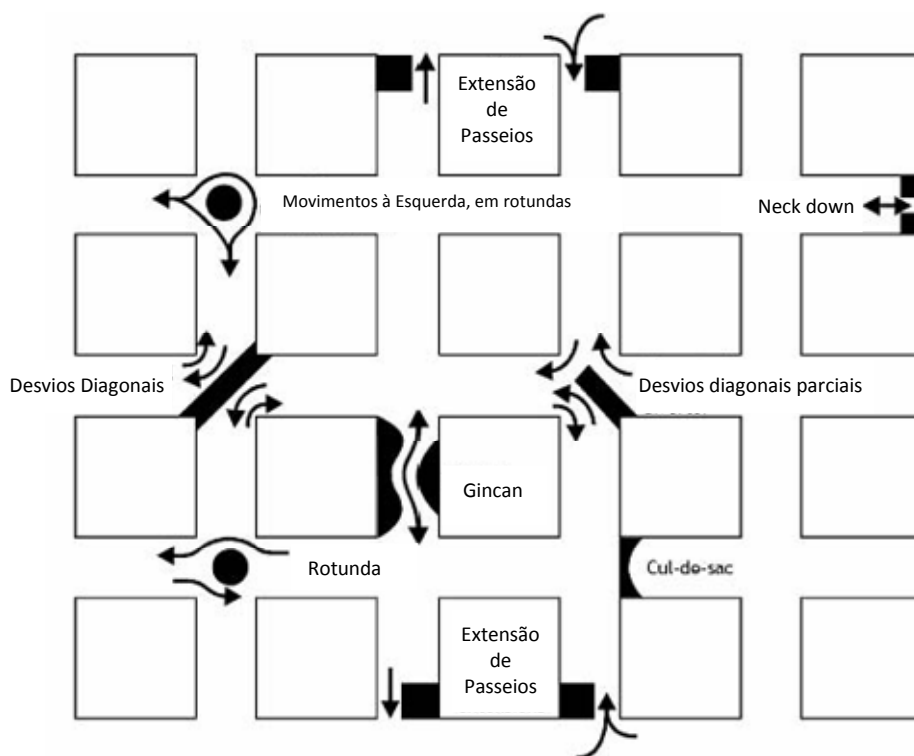 Extensão
de
Passeios
Movimentos à Esquerda, em rotundas
Neck down
Desvios Diagonais
Desvios diagonais parciais
Gincan
Rotunda
Cul-de-sac
Extensão
de
Passeios